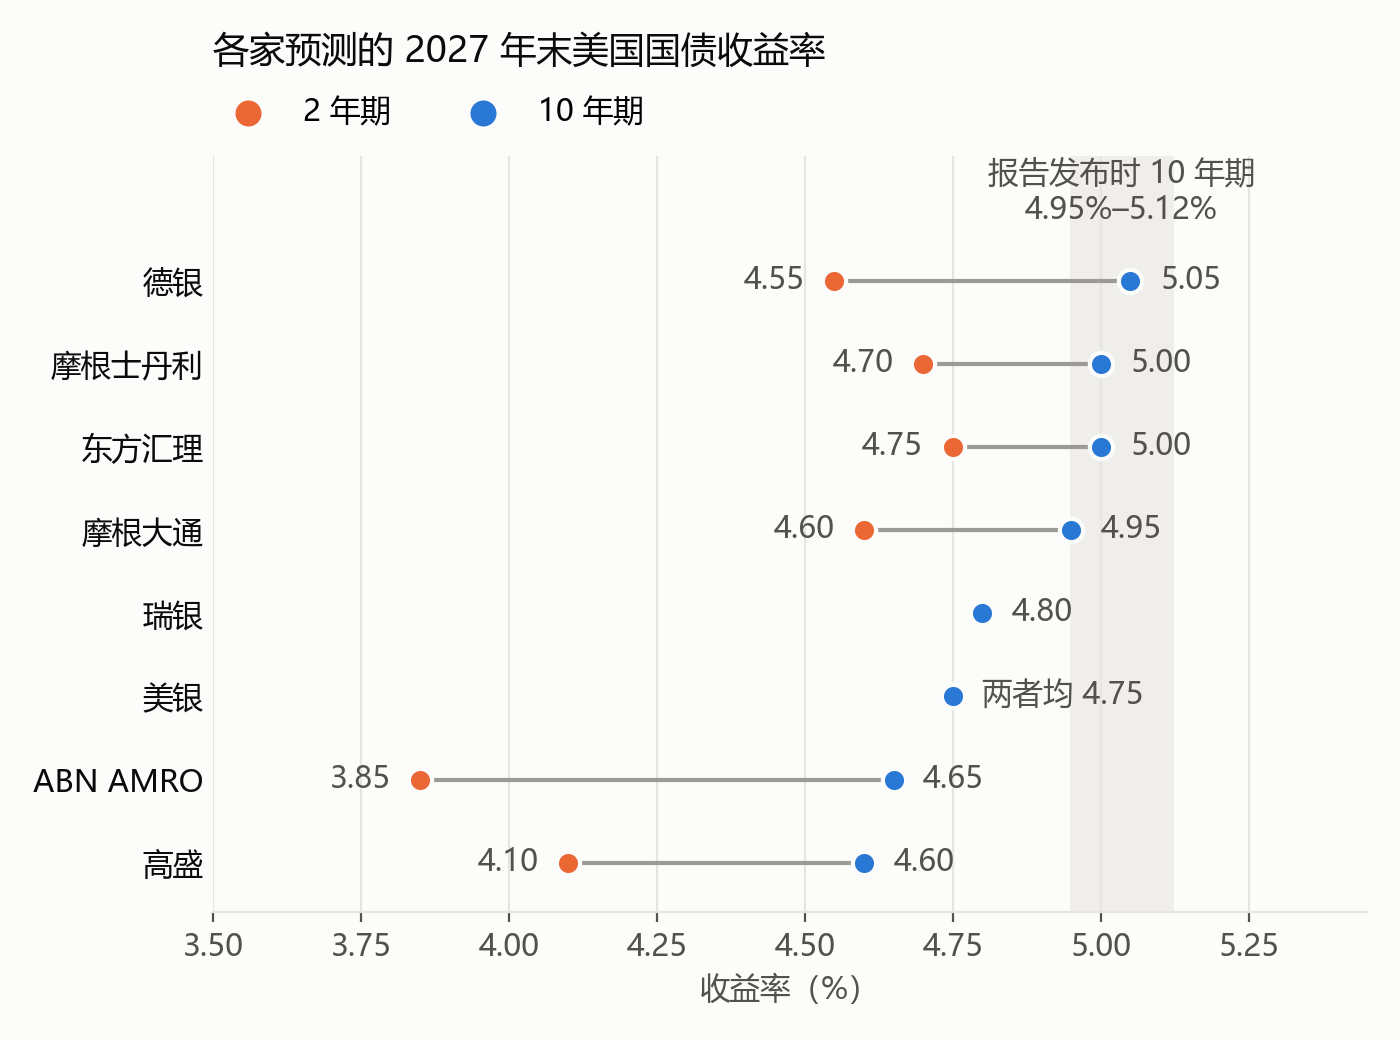 各家预测的 2027 年末美国国债收益率
2 年期
10 年期
报告发布时 10 年期
4.95%–5.12%
德银
4.55
5.05
摩根士丹利
4.70
5.00
东方汇理
4.75
5.00
摩根大通
4.60
4.95
瑞银
4.80
美银
两者均 4.75
ABN AMRO
3.85
4.65
高盛
4.10
4.60
3.50
3.75
4.00
4.25
4.50
4.75
5.00
5.25
收益率（%）